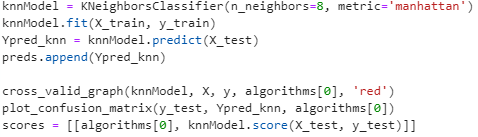 knnModel = KNeighborsClassifier(n_neighbors=8, metric='manhattan')
knnModel.fit(X_train, y_train)
Ypred_knn = knnModel.predict(X_test)
preds.append(Ypred_knn)

cross_valid_graph(knnModel, X, y, algorithms[0], 'red')
plot_confusion_matrix(y_test, Ypred_knn, algorithms[0])
scores = [[algorithms[0], knnModel.score(X_test, y_test)]]